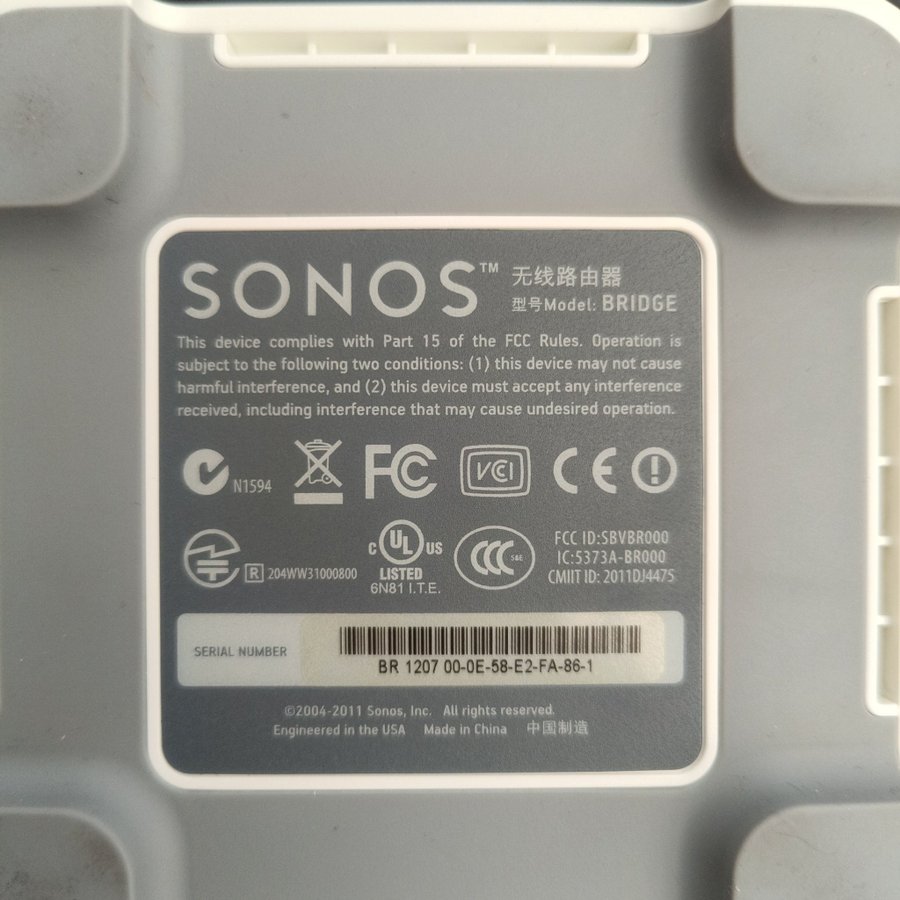 SONOS™ 无线路由器
型号Model: BRIDGE
This device complies with Part 15 of the FCC Rules. Operation is
subject to the following two conditions: (1) this device may not cause
harmful interference, and (2) this device must accept any interference
received, including interference that may cause undesired operation.
N1594 FC VCI CE
R 204WW31000800
c UL US
LISTED
6N81 I.T.E.
CCC S&E
FCC ID:SBVBR000
IC:5373A-BR000
CMIIT ID: 2011DJ4475
SERIAL NUMBER
BR 1207 00-0E-58-E2-FA-86-1
©2004-2011 Sonos, Inc. All rights reserved.
Engineered in the USA Made in China 中国制造